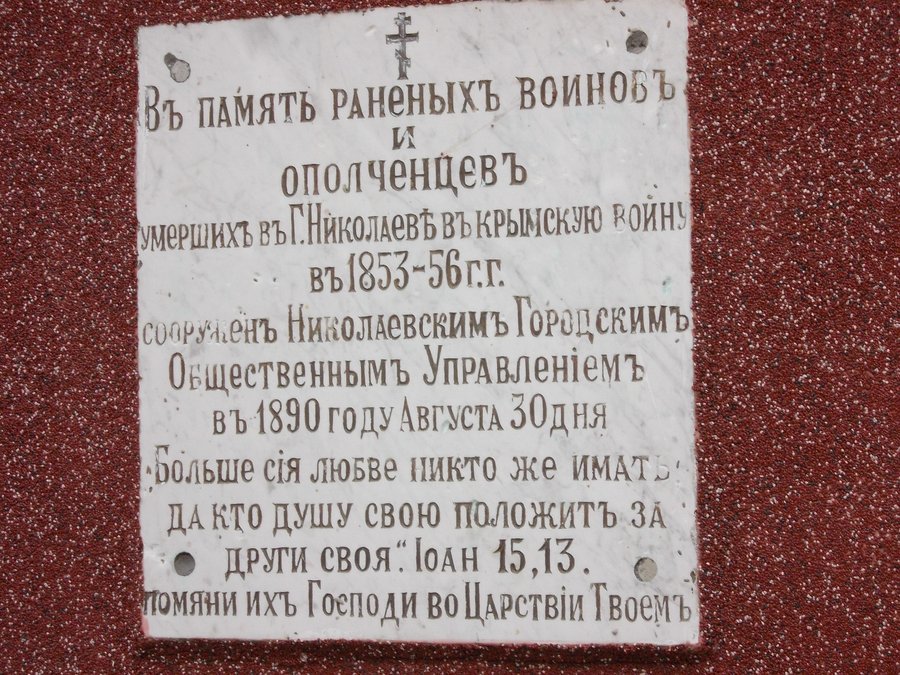 Въ память раненыхъ воиновъ
и
ополченцевъ
умершихъ въ Г. Николаевѣ въ крымскую войну
въ 1853-56 г.г.
сооруженъ Николаевскимъ Городскимъ
Общественнымъ Управленіемъ
въ 1890 году Августа 30 дня
„Больше сія любве никто же имать
да кто душу свою положитъ за
други своя“. Іоан 15,13.
помяни ихъ Господи во Царствіи Твоемъ